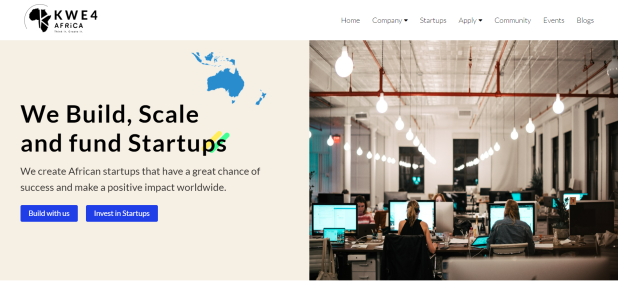 KWE4
AFRICA
Home Company Startups Apply Community Events Blogs
We Build, Scale
and fund Startups
We create African startups that have a great chance of
success and make a positive impact worldwide.
Build with us Invest in Startups